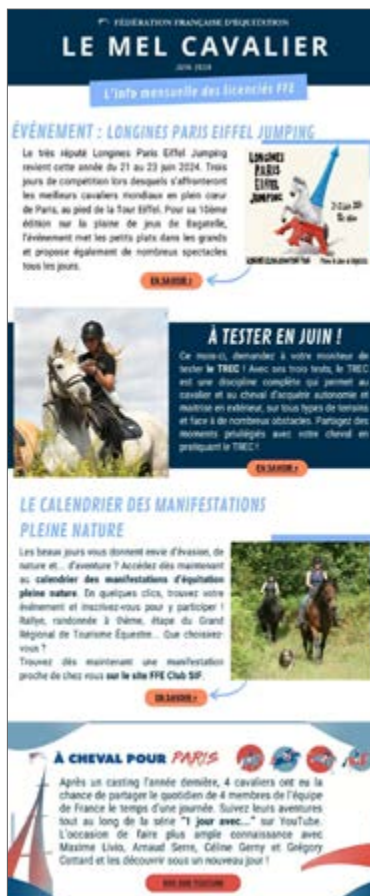 FÉDÉRATION FRANÇAISE D'ÉQUITATION
LE MEL CAVALIER
JUIN 2024
L'info mensuelle des licenciés FFE
ÉVÉNEMENT : LONGINES PARIS EIFFEL JUMPING
Le très réputé Longines Paris Eiffel Jumping
revient cette année du 21 au 23 juin 2024. Trois
jours de compétition lors desquels s'affronteront
les meilleurs cavaliers mondiaux en plein cœur
de Paris, au pied de la Tour Eiffel. Pour sa 10ème
édition sur la plaine de jeux de Bagatelle,
l'événement met les petits plats dans les grands
et propose également de nombreux spectacles
tous les jours.
LONGINES
PARIS
EIFFEL
JUMPING
EN SAVOIR +
À TESTER EN JUIN !
Ce mois-ci, demandez à votre moniteur de
tester le TREC ! Avec ses trois tests, le TREC
est une discipline complète qui permet au
cavalier et au cheval d'acquérir autonomie et
maitrise en extérieur, sur tous types de terrains
et face à de nombreux obstacles. Partagez des
moments privilégiés avec votre cheval en
pratiquant le TREC !
EN SAVOIR +
LE CALENDRIER DES MANIFESTATIONS
PLEINE NATURE
Les beaux jours vous donnent envie d'évasion, de
nature et... d'aventure ? Accédez dès maintenant
au calendrier des manifestations d'équitation
pleine nature. En quelques clics, trouvez votre
événement et inscrivez-vous pour y participer !
Rallye, randonnée à thème, étape du Grand
Régional de Tourisme Équestre... Que choisirez-
vous ?
Trouvez dès maintenant une manifestation
proche de chez vous sur le site FFE Club SIF.
EN SAVOIR +
À CHEVAL POUR PARIS
Après un casting l'année dernière, 4 cavaliers ont eu la
chance de partager le quotidien de 4 membres de l'équipe
de France le temps d'une journée. Suivez leurs aventures
tout au long de la série "1 jour avec..." sur YouTube.
L'occasion de faire plus ample connaissance avec
Maxime Livio, Arnaud Serre, Céline Gerny et Grégory
Cottard et les découvrir sous un nouveau jour !
VOIR SUR YOUTUBE